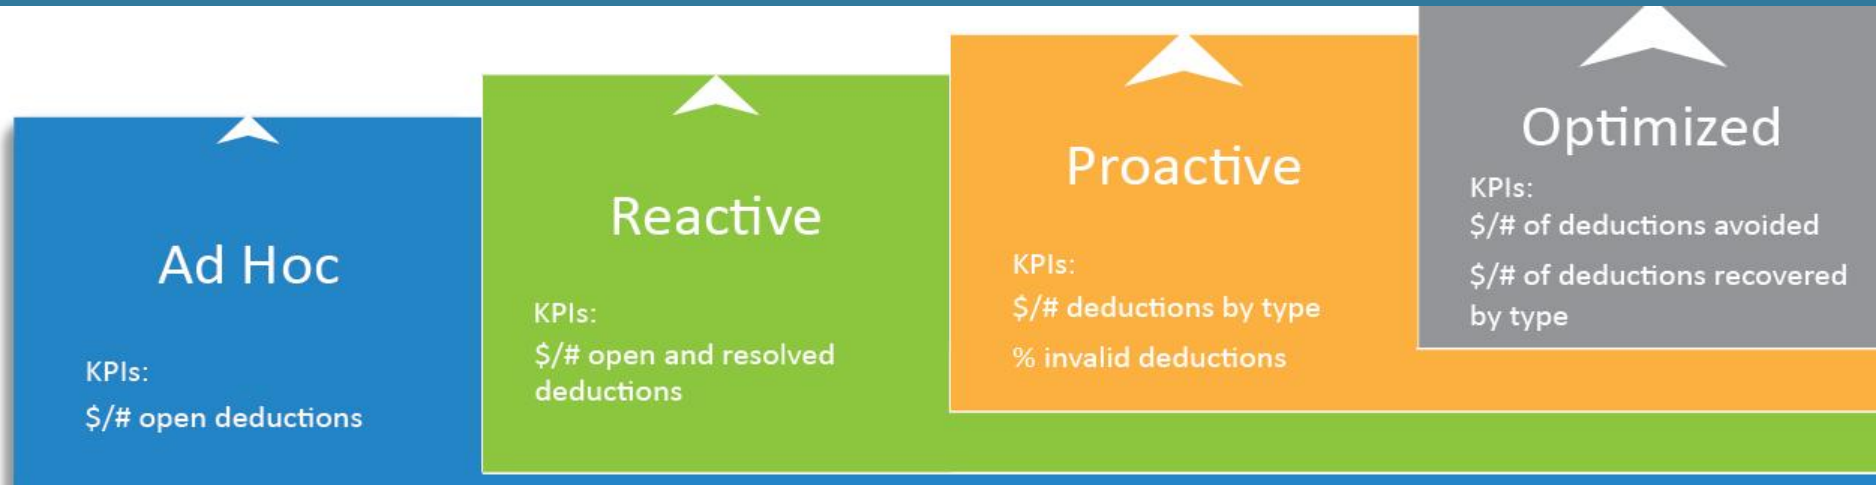 Ad Hoc
KPIs:
$/# open deductions
Reactive
KPIs:
$/# open and resolved
deductions
Proactive
KPIs:
$/# deductions by type
% invalid deductions
Optimized
KPIs:
$/# of deductions avoided
$/# of deductions recovered
by type